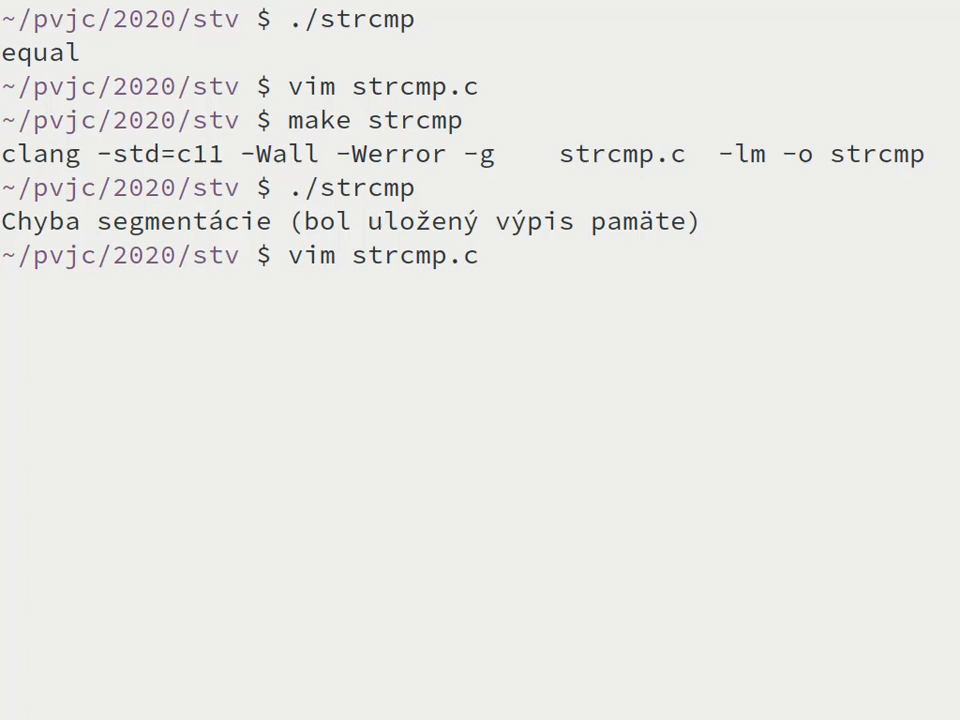 ~/pvjc/2020/stv $ ./strcmp
equal
~/pvjc/2020/stv $ vim strcmp.c
~/pvjc/2020/stv $ make strcmp
clang -std=c11 -Wall -Werror -g    strcmp.c  -lm -o strcmp
~/pvjc/2020/stv $ ./strcmp
Chyba segmentácie (bol uložený výpis pamäte)
~/pvjc/2020/stv $ vim strcmp.c